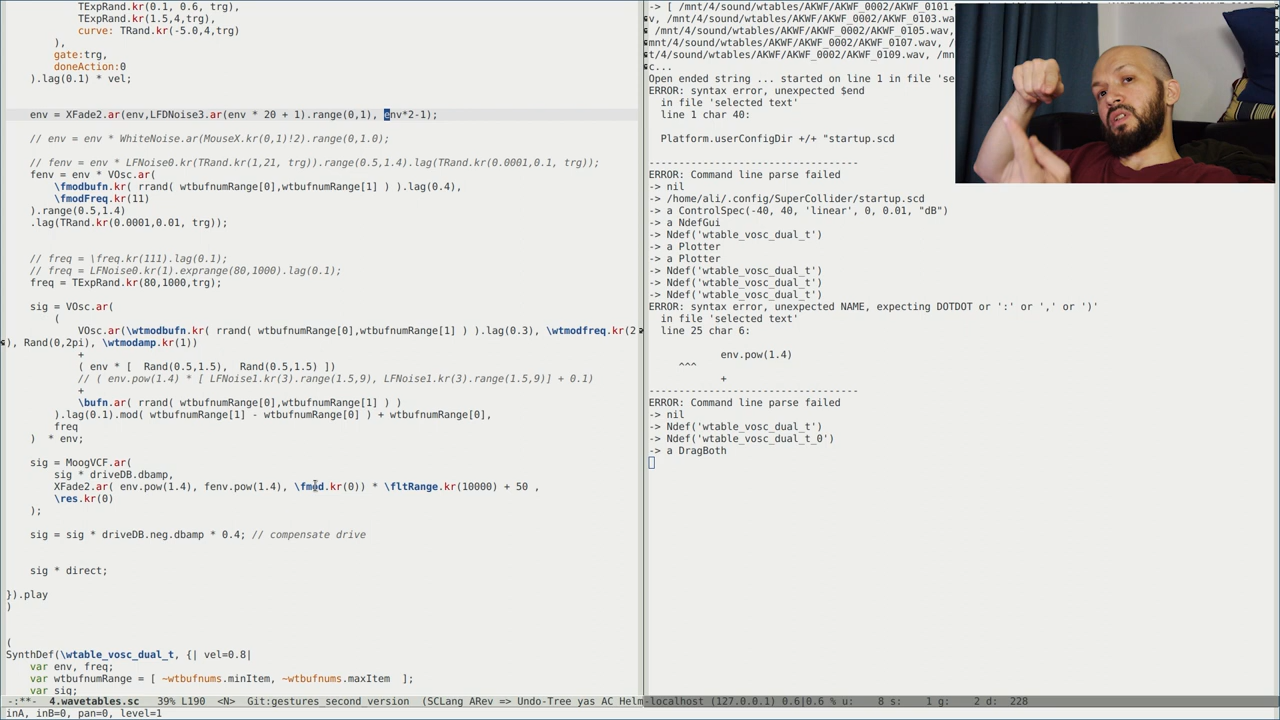 TExpRand.kr(0.1, 0.6, trg),
TExpRand.kr(1.5,4,trg),
curve: TRand.kr(-5.0,4,trg)
),
gate:trg,
doneAction:0
).lag(0.1) * vel;
env = XFade2.ar(env,LFDNoise3.ar(env * 20 + 1).range(0,1), env*2-1);
// env = env * WhiteNoise.ar(MouseX.kr(0,1)!2).range(0,1.0);
// fenv = env * LFNoise0.kr(TRand.kr(1,21, trg)).range(0.5,1.4).lag(TRand.kr(0.0001,0.1, trg));
fenv = env * VOsc.ar(
\fmodbufn.kr( rrand( wtbufnumRange[0],wtbufnumRange[1] ) ).lag(0.4),
\fmodFreq.kr(11)
).range(0.5,1.4)
.lag(TRand.kr(0.0001,0.01, trg));
// freq = \freq.kr(111).lag(0.1);
// freq = LFNoise0.kr(1).exprange(80,1000).lag(0.1);
freq = TExpRand.kr(80,1000,trg);
sig = VOsc.ar(
(
VOsc.ar(\wtmodbufn.kr( rrand( wtbufnumRange[0],wtbufnumRange[1] ) ).lag(0.3), \wtmodfreq.kr(2
), Rand(0,2pi), \wtmodamp.kr(1))
+
( env * [  Rand(0.5,1.5),  Rand(0.5,1.5) ])
// ( env.pow(1.4) * [ LFNoise1.kr(3).range(1.5,9), LFNoise1.kr(3).range(1.5,9)] + 0.1)
+
\bufn.ar( rrand( wtbufnumRange[0],wtbufnumRange[1] ) )
).lag(0.1).mod( wtbufnumRange[1] - wtbufnumRange[0] ) + wtbufnumRange[0],
freq
)  * env;
sig = MoogVCF.ar(
sig * driveDB.dbamp,
XFade2.ar( env.pow(1.4), fenv.pow(1.4), \fmod.kr(0)) * \fltRange.kr(10000) + 50 ,
\res.kr(0)
);
sig = sig * driveDB.neg.dbamp * 0.4; // compensate drive
sig * direct;
}).play
)
(
SynthDef(\wtable_vosc_dual_t, {| vel=0.8|
var env, freq;
var wtbufnumRange = [ ~wtbufnums.minItem, ~wtbufnums.maxItem  ];
var sig;
-:**-  4.wavetables.sc   39% L190  <N>  Git:gestures second version  (SCLang ARev => Undo-Tree yas AC Helm
inA, inB=0, pan=0, level=1
-> [ /mnt/4/sound/wtables/AKWF/AKWF_0002/AKWF_0101.
v, /mnt/4/sound/wtables/AKWF/AKWF_0002/AKWF_0103.wa
/mnt/4/sound/wtables/AKWF/AKWF_0002/AKWF_0105.wav,
mnt/4/sound/wtables/AKWF/AKWF_0002/AKWF_0107.wav, /mn
t/4/sound/wtables/AKWF/AKWF_0002/AKWF_0109.wav, /m
c...
Open ended string ... started on line 1 in file 'se
ERROR: syntax error, unexpected $end
in file 'selected text'
line 1 char 40:
Platform.userConfigDir +/+ "startup.scd
-----------------------------------
ERROR: Command line parse failed
-> nil
-> /home/ali/.config/SuperCollider/startup.scd
-> a ControlSpec(-40, 40, 'linear', 0, 0.01, "dB")
-> a NdefGui
-> Ndef('wtable_vosc_dual_t')
-> a Plotter
-> a Plotter
-> Ndef('wtable_vosc_dual_t')
-> Ndef('wtable_vosc_dual_t')
-> Ndef('wtable_vosc_dual_t')
ERROR: syntax error, unexpected NAME, expecting DOTDOT or ':' or ',' or ')'
in file 'selected text'
line 25 char 6:
env.pow(1.4)
^^^
+
-----------------------------------
ERROR: Command line parse failed
-> nil
-> Ndef('wtable_vosc_dual_t')
-> Ndef('wtable_vosc_dual_t_0')
-> a DragBoth
-localhost (127.0.0.1) 0.6|0.6 % u:    8 s:    1 g:    2 d:  228